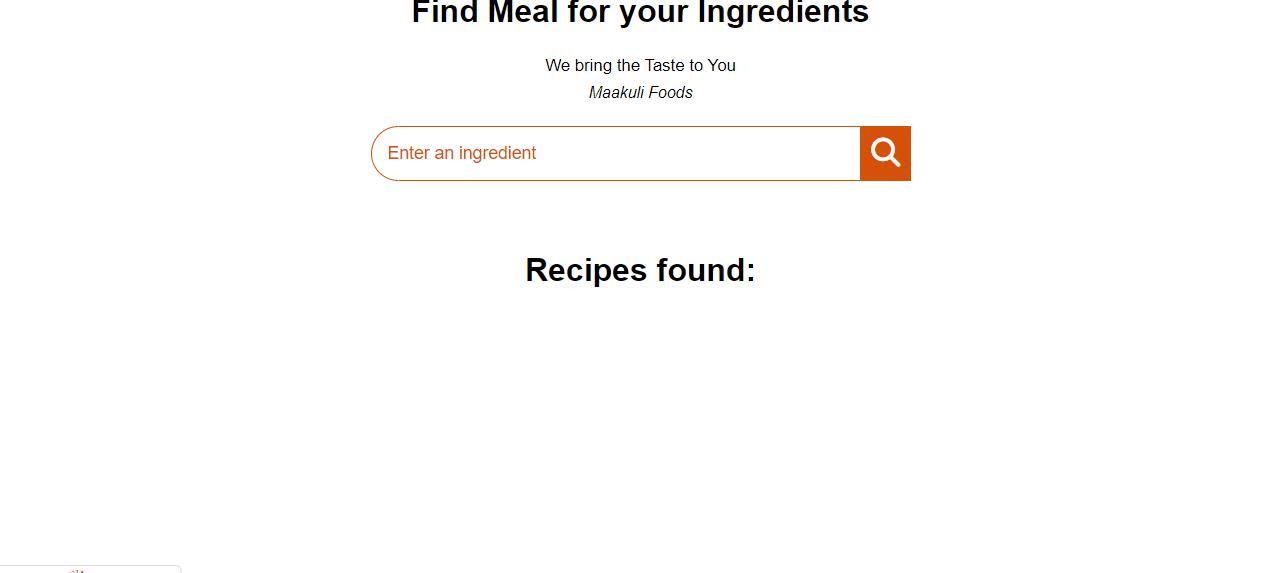 Find Meal for your Ingredients
We bring the Taste to You
Maakuli Foods
Enter an ingredient
Recipes found: